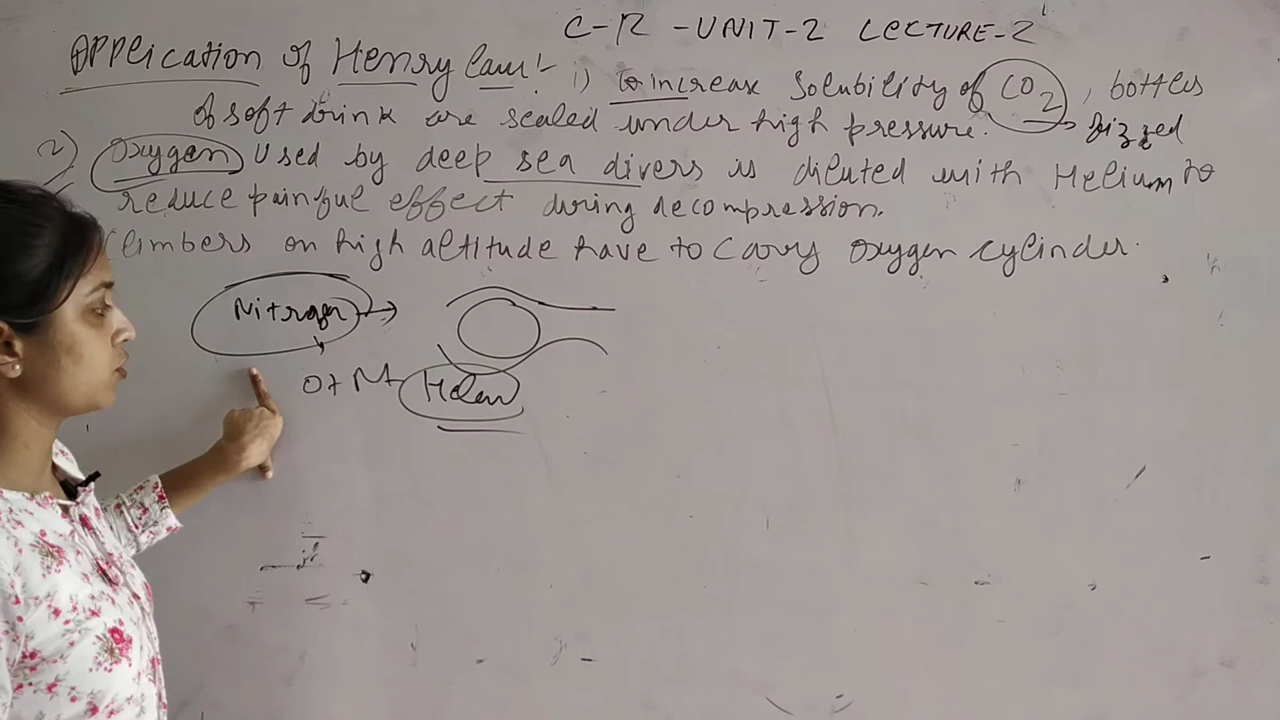 C-R - UNIT-2 LECTURE-2
Application of Henry law:- 1) to increax Solubility of CO2, bottles
of soft drink are sealed under high pressure. → fizzed
2) Oxygen Used by deep sea divers is diluted with Helium to
reduce painful effect during decompression.
Climbers on high altitude have to carry oxygen cylinder.
Nitrogen →